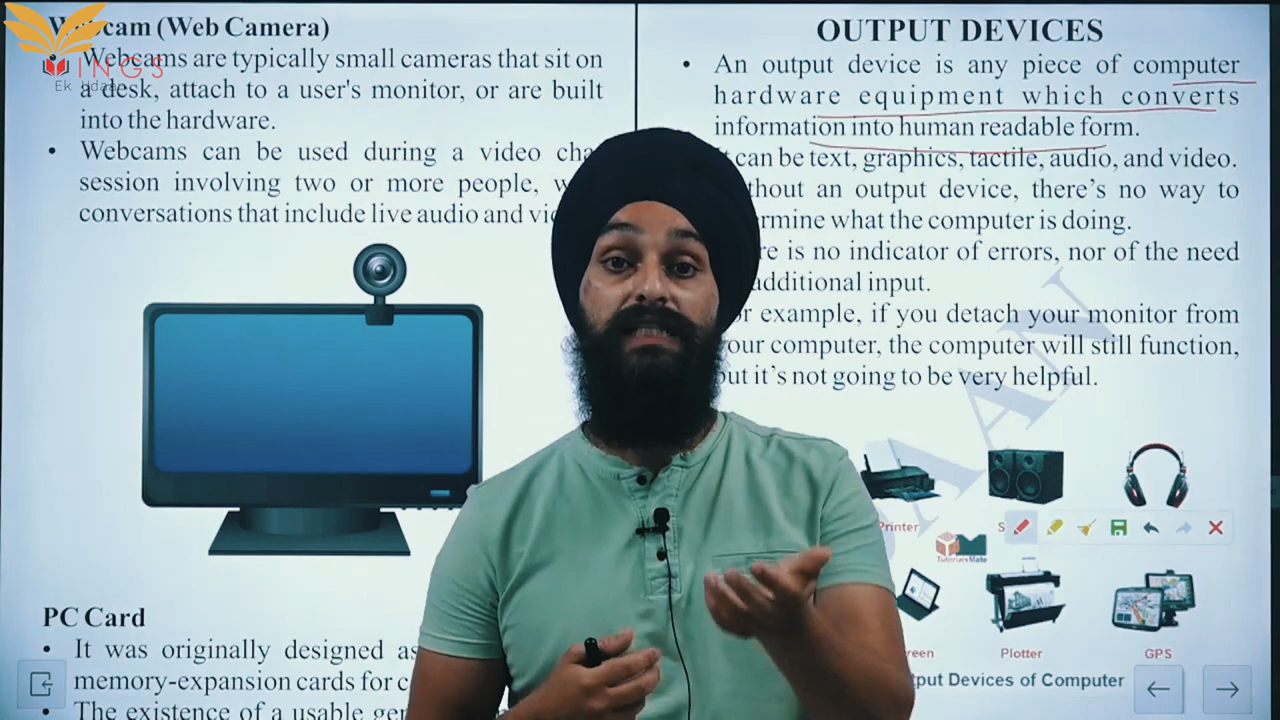 cam (Web Camera)
Webcams are typically small cameras that sit on
a desk, attach to a user's monitor, or are built
into the hardware.
• Webcams can be used during a video
session involving two or more people,
conversations that include live audio and
PC Card
• It was originally designed as
memory-expansion cards for
• The existence of a usable
INGS
Ek Udaan
OUTPUT DEVICES
• An output device is any piece of computer
hardware equipment which converts
information into human readable form.
can be text, graphics, tactile, audio, and video.
an output device, there’s no way to
what the computer is doing.
is no indicator of errors, nor of the need
additional input.
example, if you detach your monitor from
your computer, the computer will still function,
but it’s not going to be very helpful.
AAN
Printer
S
TutorialsMate
Plotter
GPS
Devices of Computer